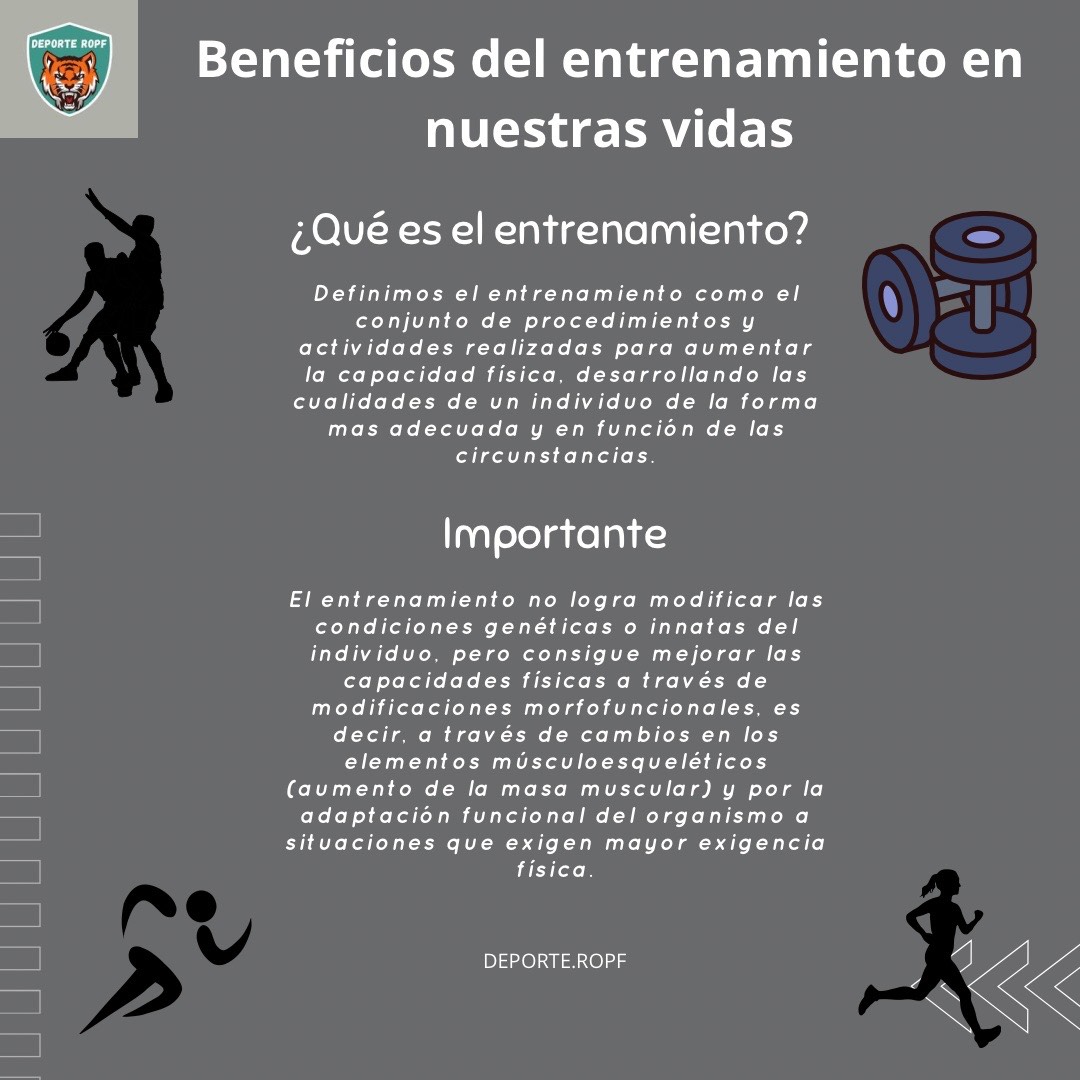 DEPORTE ROPF
Beneficios del entrenamiento en
nuestras vidas
¿Qué es el entrenamiento?
Definimos el entrenamiento como el
conjunto de procedimientos y
actividades realizadas para aumentar
la capacidad física, desarrollando las
cualidades de un individuo de la forma
mas adecuada y en función de las
circunstancias.
Importante
El entrenamiento no logra modificar las
condiciones genéticas o innatas del
individuo, pero consigue mejorar las
capacidades físicas a través de
modificaciones morfofuncionales, es
decir, a través de cambios en los
elementos músculoesqueléticos
(aumento de la masa muscular) y por la
adaptación funcional del organismo a
situaciones que exigen mayor exigencia
física.
DEPORTE.ROPF